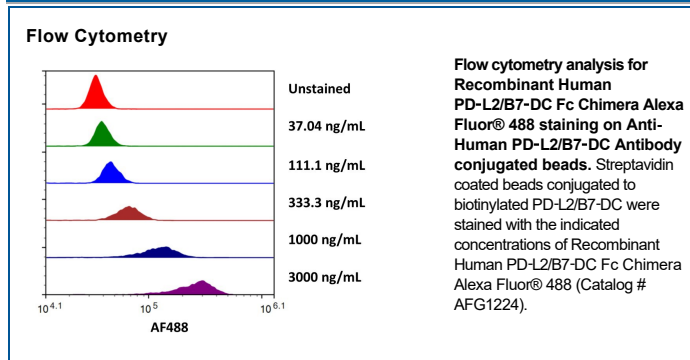 Flow Cytometry
Unstained
37.04 ng/mL
111.1 ng/mL
333.3 ng/mL
1000 ng/mL
3000 ng/mL
10^4.1
10^5
10^6.1
AF488
Flow cytometry analysis for
Recombinant Human
PD-L2/B7-DC Fc Chimera Alexa
Fluor® 488 staining on Anti-
Human PD-L2/B7-DC Antibody
conjugated beads. Streptavidin
coated beads conjugated to
biotinylated PD-L2/B7-DC were
stained with the indicated
concentrations of Recombinant
Human PD-L2/B7-DC Fc Chimera
Alexa Fluor® 488 (Catalog #
AFG1224).